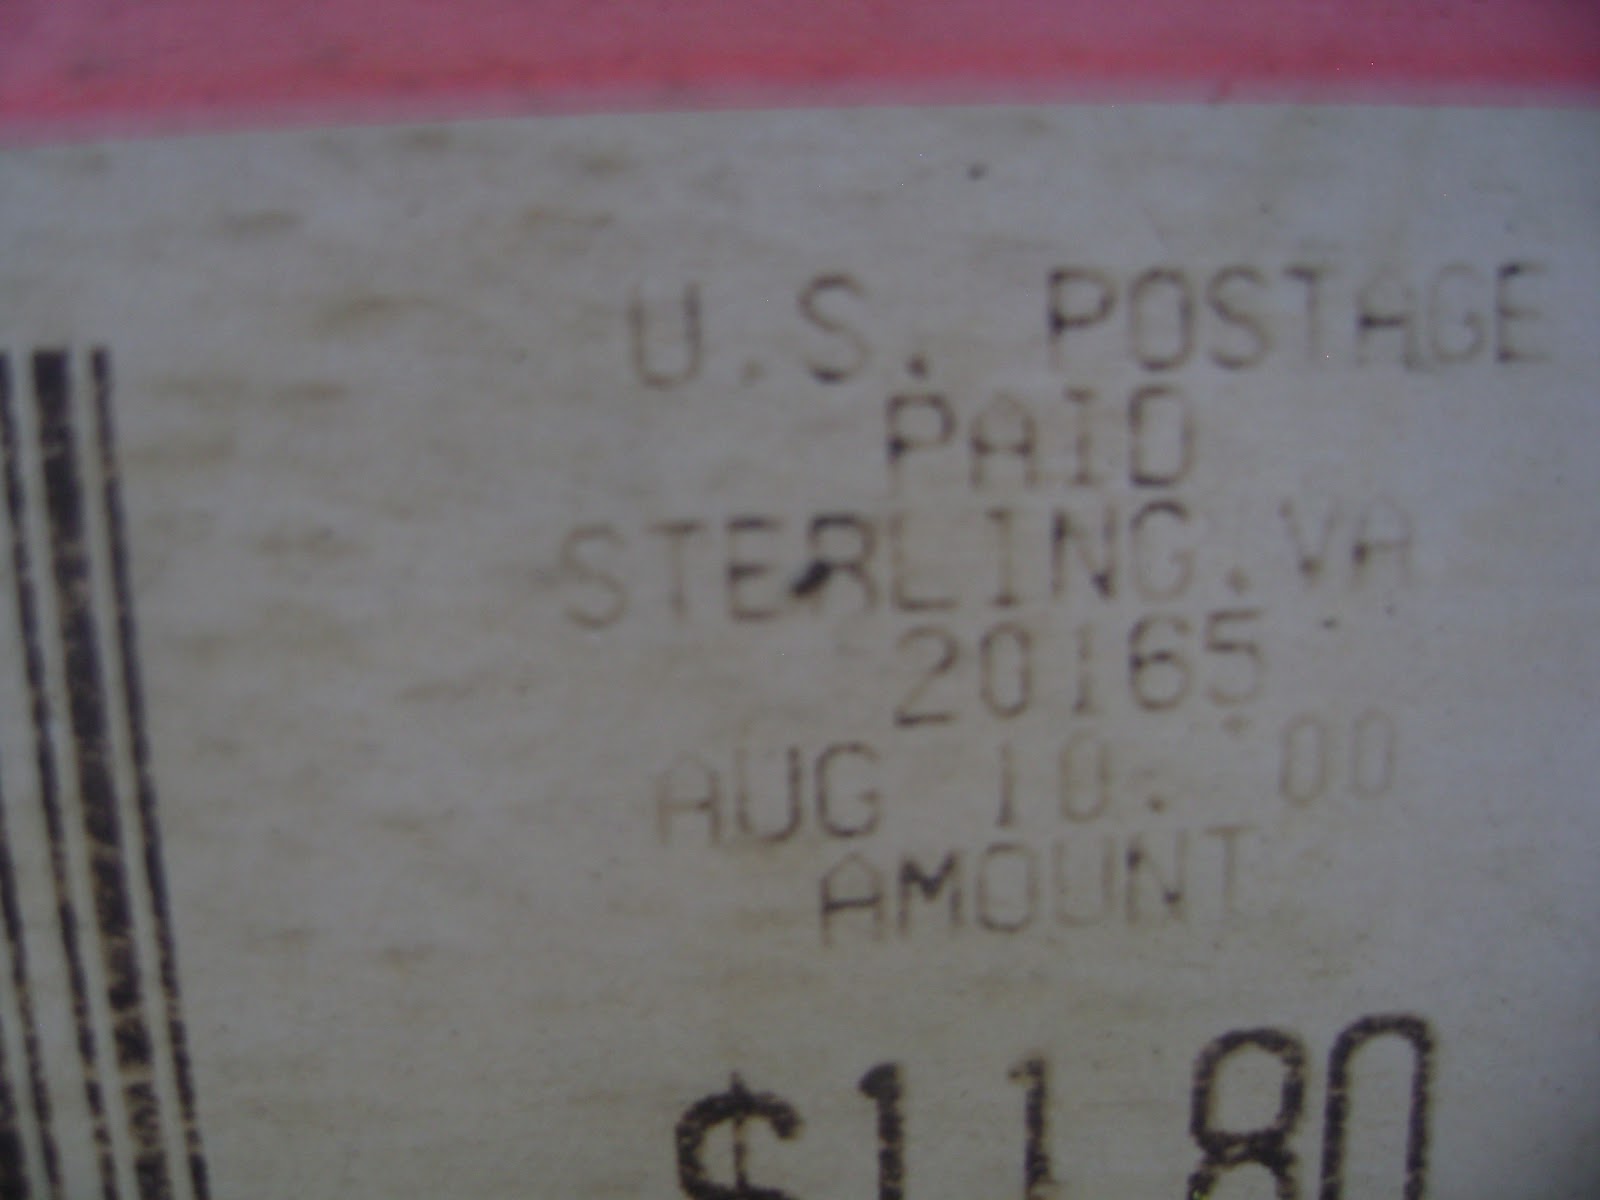 U.S. POSTAGE
PAID
STERLING.VA
20165
AUG 10. 00
AMOUNT
$11.80